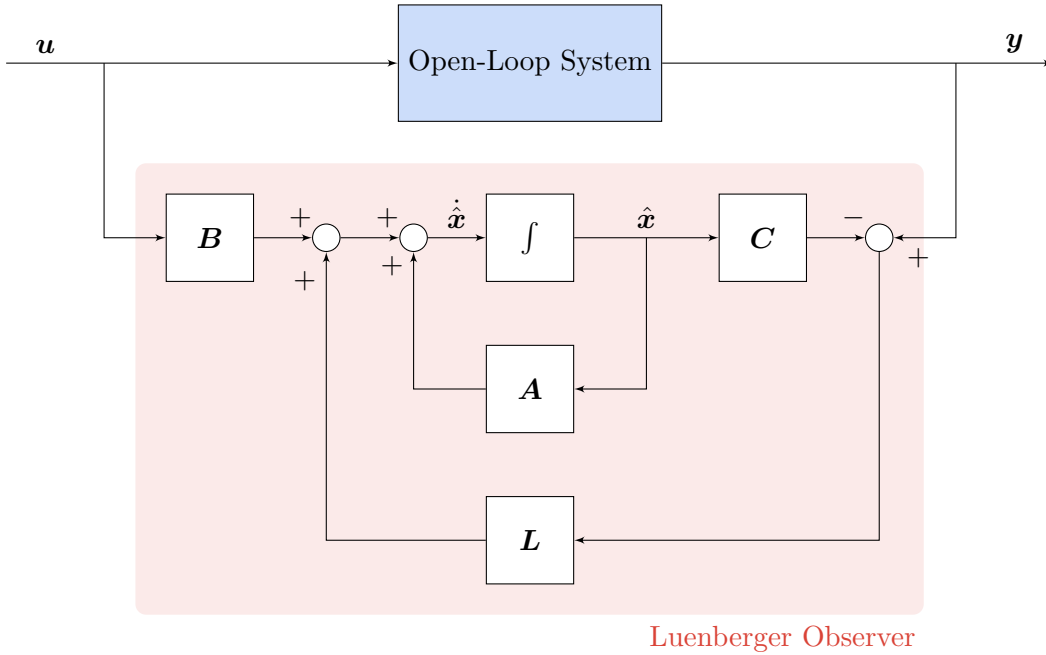 u
Open-Loop System
y
B
+
+
+
+
ẋ̂
∫
x̂
C
−
+
A
L
Luenberger Observer